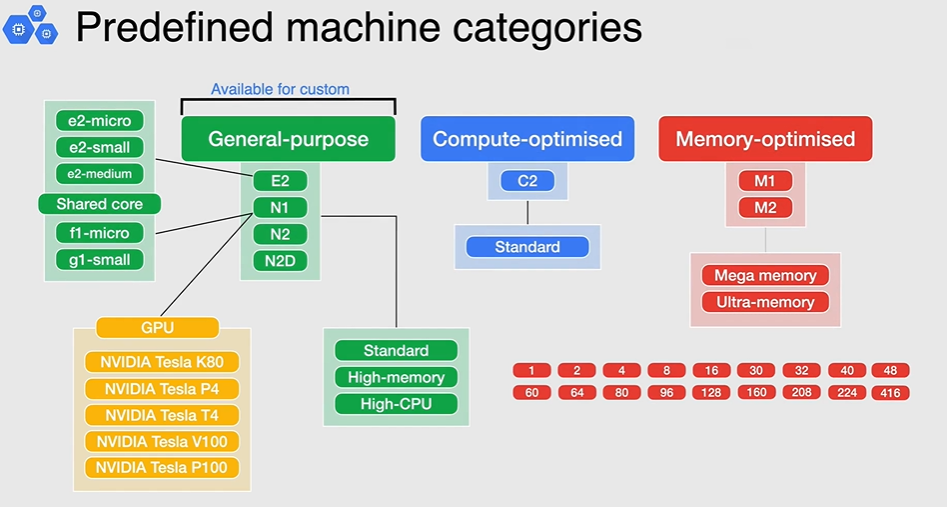 Predefined machine categories
Available for custom
General-purpose
E2
N1
N2
N2D
e2-micro
e2-small
e2-medium
Shared core
f1-micro
g1-small
GPU
NVIDIA Tesla K80
NVIDIA Tesla P4
NVIDIA Tesla T4
NVIDIA Tesla V100
NVIDIA Tesla P100
Standard
High-memory
High-CPU
Compute-optimised
C2
Standard
Memory-optimised
M1
M2
Mega memory
Ultra-memory
1 2 4 8 16 30 32 40 48
60 64 80 96 128 160 208 224 416